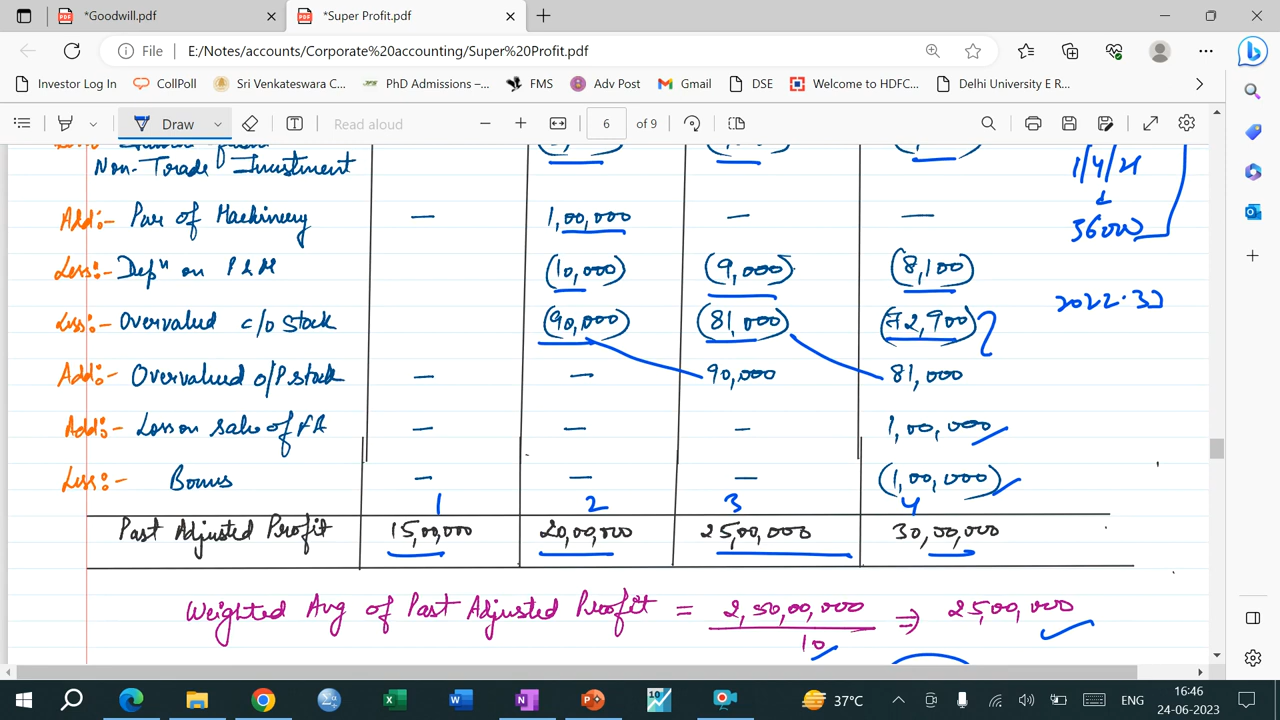 *Goodwill.pdf
*Super Profit.pdf
File E:/Notes/accounts/Corporate%20accounting/Super%20Profit.pdf
Investor Log In CollPoll Sri Venkateswara C... PhD Admissions –... FMS Adv Post Gmail DSE Welcome to HDFC... Delhi University E R...
Draw Read aloud 6 of 9
Non-Trade Investment
1/4/21
Add:- Pur of Machinery — 1,00,000 — —
36000
Less:- Depn on P&M (10,000) (9,000) (8,100)
2022.
Less:- Overvalued c/o stock (90,000) (81,000) (72,900)
Add:- Overvalued o/P stock — — 90,000 81,000
Add:- Loss on sale of FA — — — 1,00,000
Less:- Bonus — — — (1,00,000)
1 2 3 4
Past Adjusted Profit 15,00,000 20,00,000 25,00,000 30,00,000
Weighted Avg of Past Adjusted Profit = 2,50,00,000 ⇒ 25,00,000
10
37°C ENG 16:46
24-06-2023